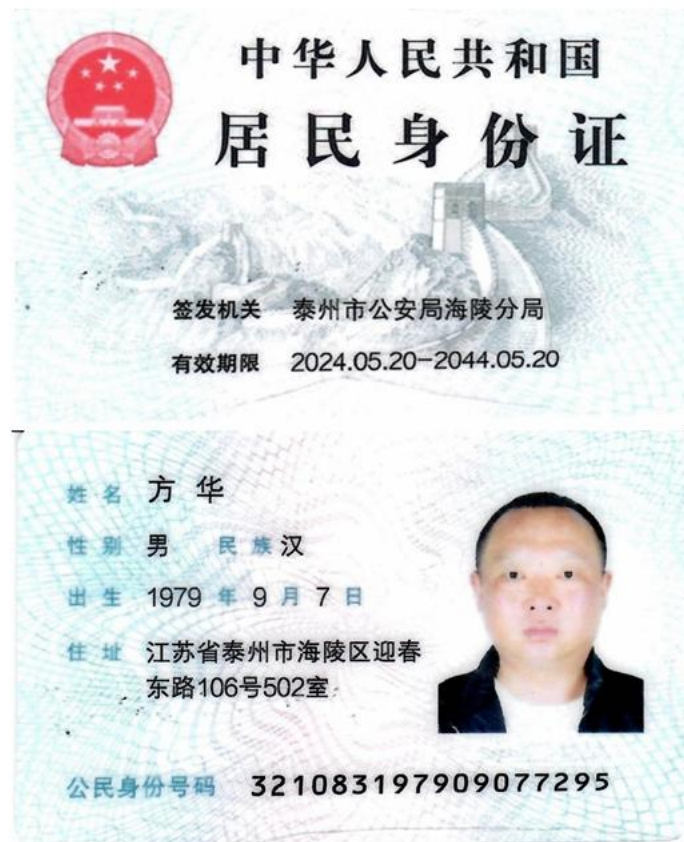 中华人民共和国
居民身份证
签发机关 泰州市公安局海陵分局
有效期限 2024.05.20-2044.05.20
姓名 方华
性别 男 民族 汉
出生 1979 年 9 月 7 日
住址 江苏省泰州市海陵区迎春
东路106号502室
公民身份号码 321083197909077295